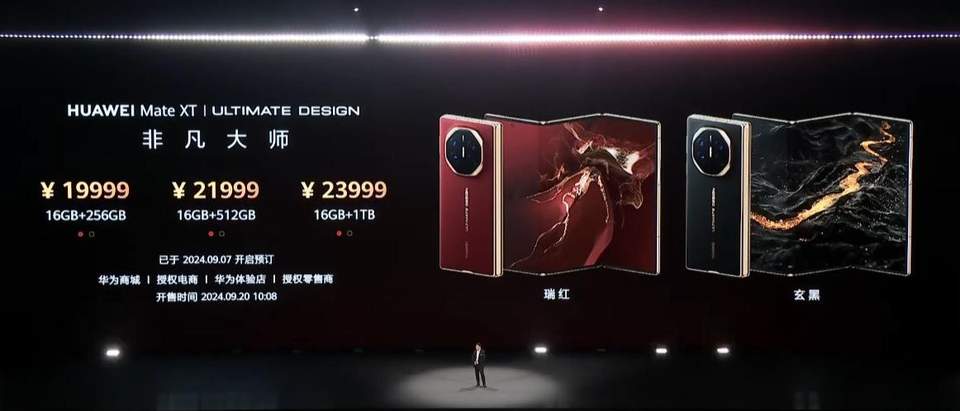 HUAWEI Mate XT | ULTIMATE DESIGN
非凡大师
¥ 19999
16GB+256GB
¥ 21999
16GB+512GB
¥ 23999
16GB+1TB
已于 2024.09.07 开启预订
华为商城 | 授权电商 | 华为体验店 | 授权零售商
开售时间 2024.09.20 10:08
瑞红
玄黑